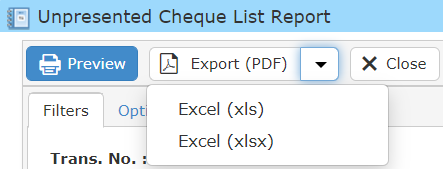 Unpresented Cheque List Report
Preview
Export (PDF)
Close
Filters
Excel (xls)
Excel (xlsx)
Trans. No. :